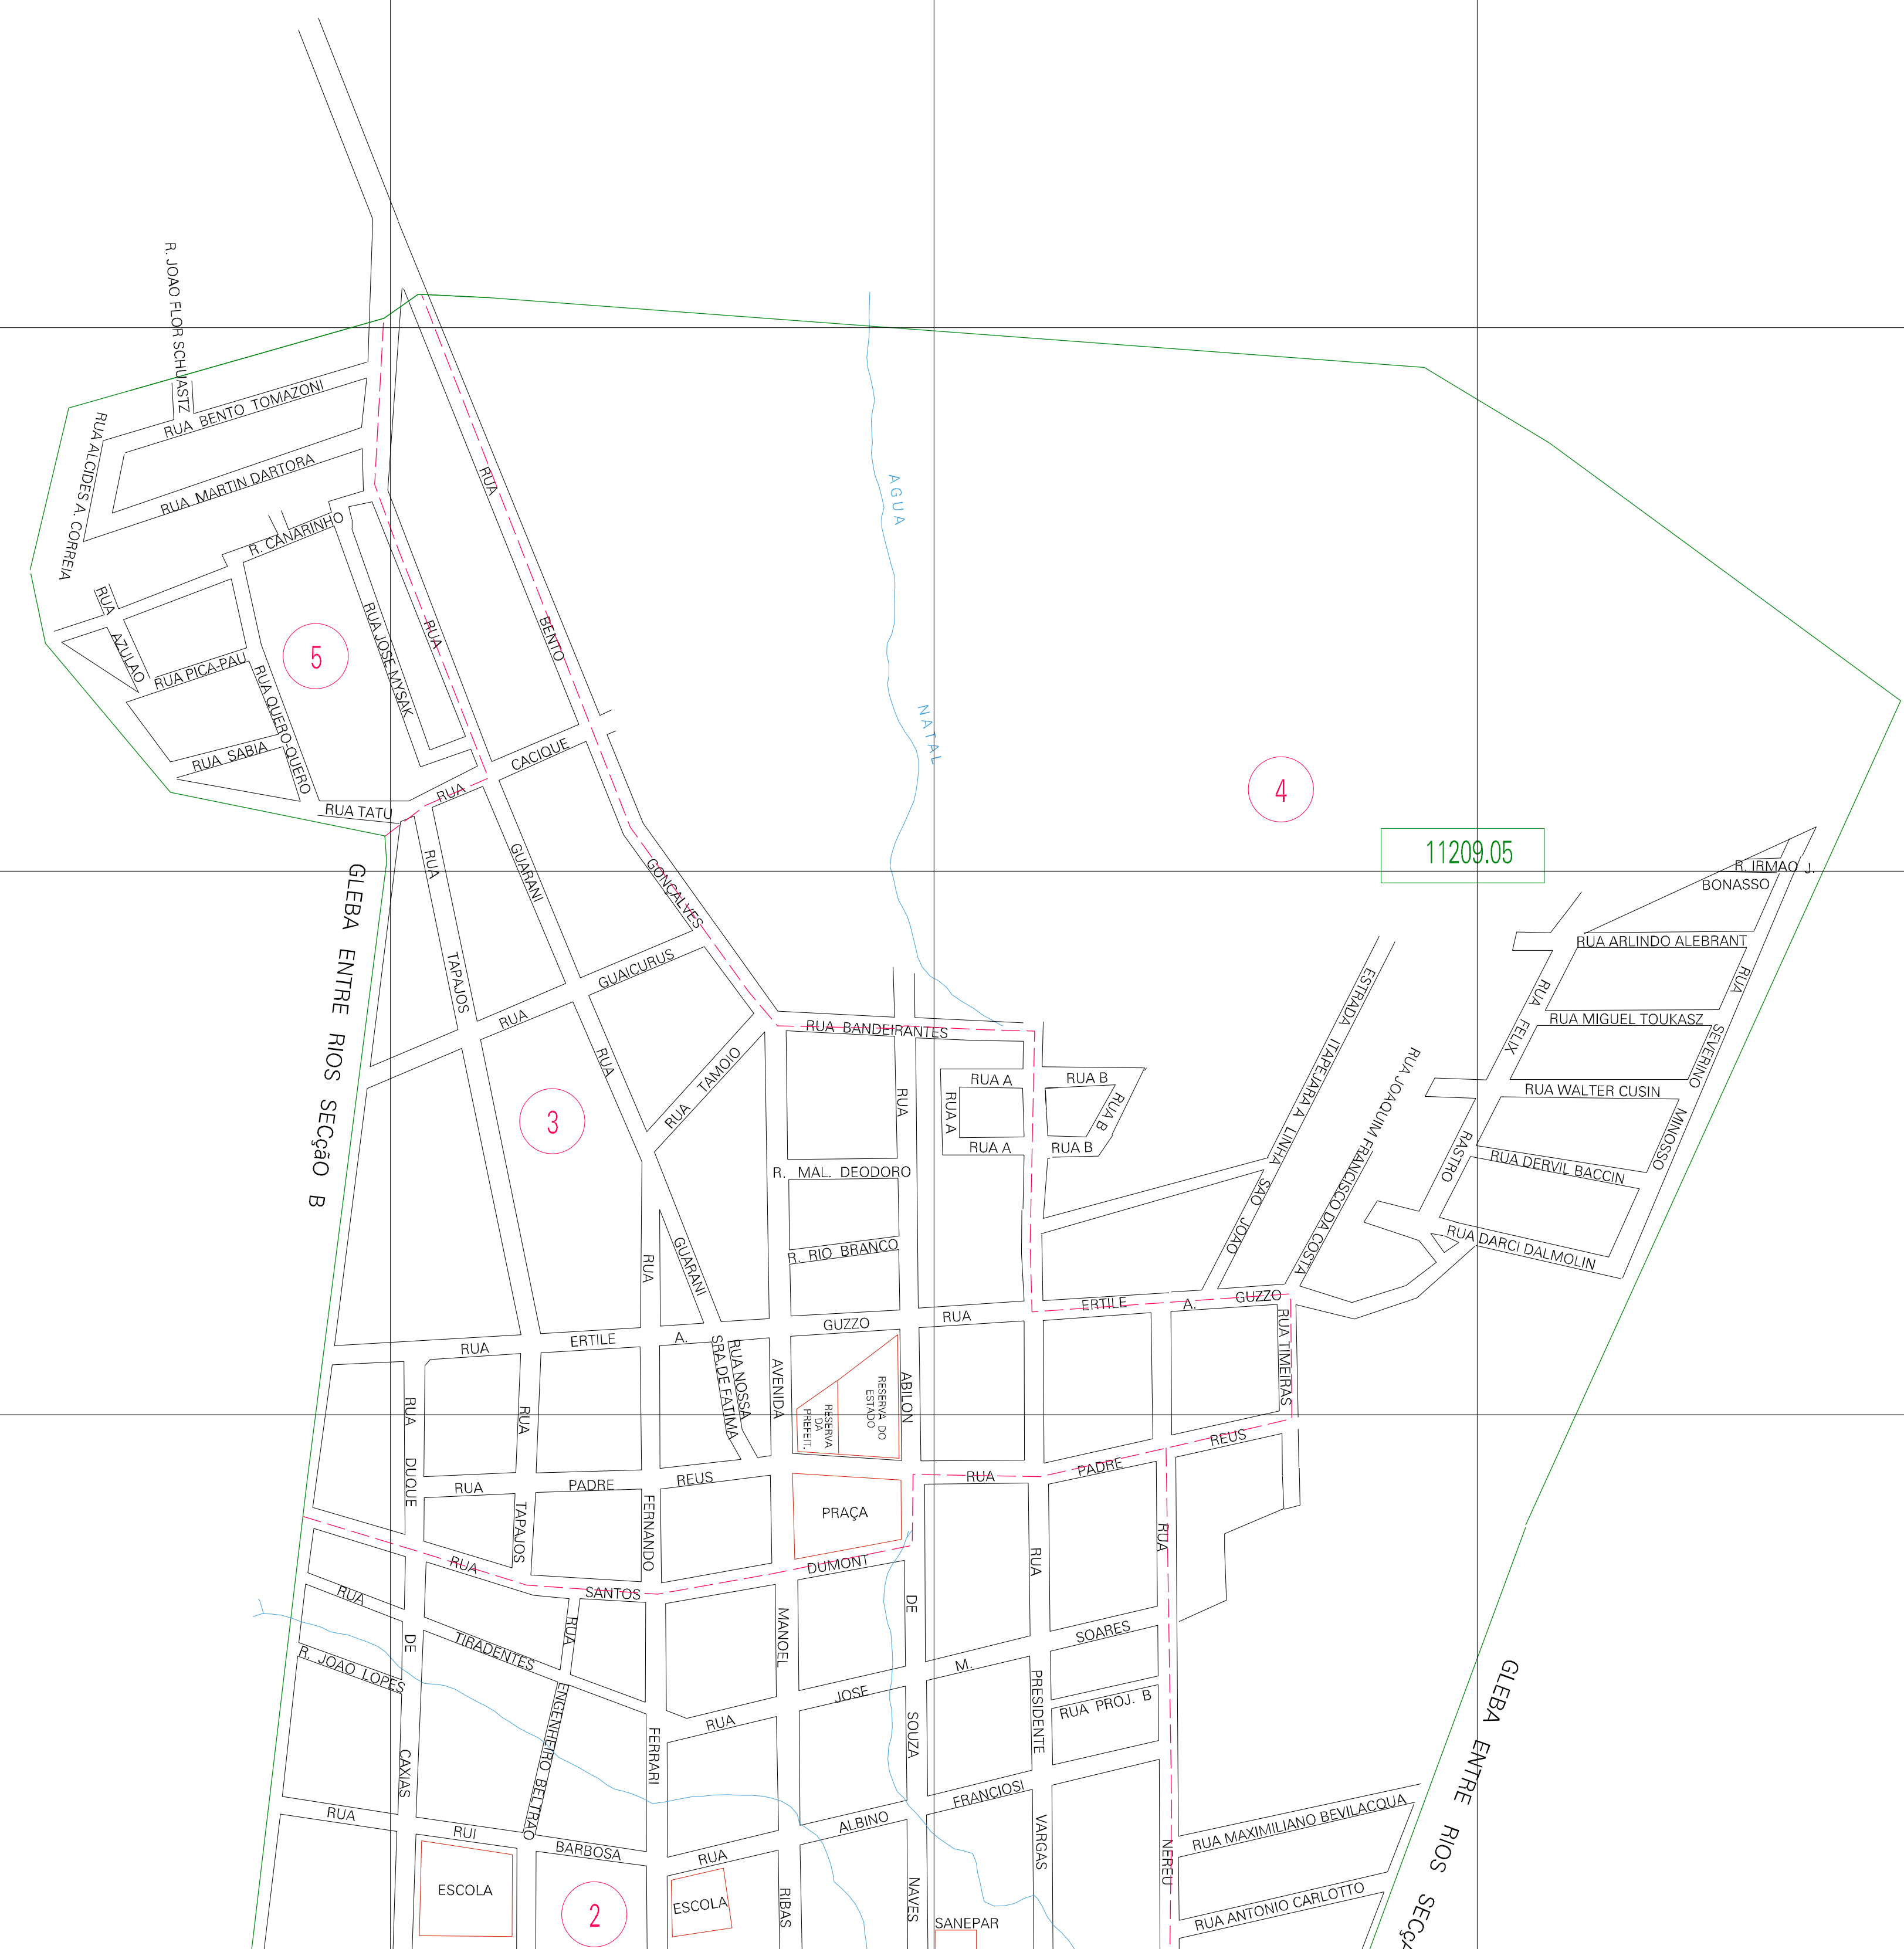 R. JOAO FLOR SCHUASTZ
RUA BENTO TOMAZONI
RUA ALCIDES A. CORREIA
RUA MARTIN DARTORA
R. CANARINHO
RUA
AZULAO
RUA PICA-PAU
RUA SABIA
RUA QUERO-QUERO
5
RUA JOSE MYSAK
RUA
RUA TATU
RUA
CACIQUE
RUA
BENTO
GONCALVES
AGUA
NATAL
4
11209.05
R. IRMAO J.
BONASSO
RUA ARLINDO ALEBRANT
RUA MIGUEL TOUKASZ
RUA WALTER CUSIN
RUA DERVIL BACCIN
RUA DARCI DALMOLIN
RUA
FELIX
RASTRO
RUA
SEVERINO
MINOSSO
ESTRADA ITAPEJARA A LINHA
SAO JOAO
RUA JOAQUIM FRANCISCO DA COSTA
GLEBA ENTRE RIOS SECçãO B
RUA
TAPAJOS
GUARANI
RUA
GUAICURUS
RUA
RUA TAMOIO
3
RUA BANDEIRANTES
RUA
RUA A
RUA A
RUA A
RUA B
RUA B
RUA B
R. MAL. DEODORO
R. RIO BRANCO
RUA
GUARANI
RUA
ERTILE
A.
GUZZO
RUA
ERTILE
A.
GUZZO
RUA TIMEIRAS
RUA NOSSA
SRA.DE FATIMA
AVENIDA
RESERVA
DA
PREFEIT.
RESERVA DO
ESTADO
ABILON
RUA
DUQUE
RUA
RUA
PADRE
REUS
RUA
PADRE
REUS
TAPAJOS
FERNANDO
PRAÇA
RUA
SANTOS
DUMONT
RUA
RUA
RUA
TIRADENTES
R. JOAO LOPES
DE
RUA
ENGENHEIRO BELTRAO
MANOEL
DE
RUA
JOSE
M.
SOARES
RUA PROJ. B
PRESIDENTE
SOUZA
FERRARI
CAXIAS
RUA
RUI
BARBOSA
RUA
ALBINO
FRANCIOSI
VARGAS
NEREU
RUA MAXIMILIANO BEVILACQUA
RUA ANTONIO CARLOTTO
ESCOLA
2
ESCOLA
RIBAS
NAVES
SANEPAR
GLEBA ENTRE RIOS SECçã